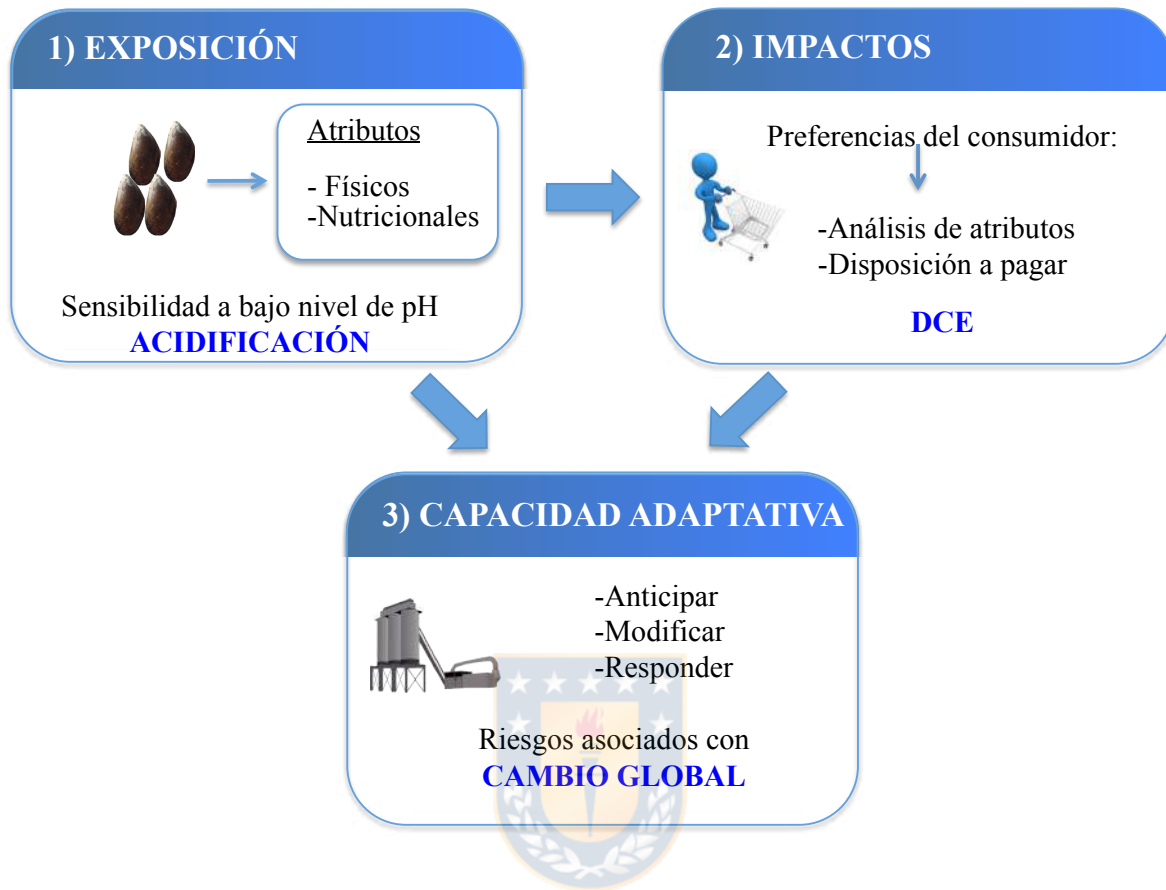 1) EXPOSICIÓN
Atributos
- Físicos
-Nutricionales
Sensibilidad a bajo nivel de pH
ACIDIFICACIÓN
2) IMPACTOS
Preferencias del consumidor:
-Análisis de atributos
-Disposición a pagar
DCE
3) CAPACIDAD ADAPTATIVA
-Anticipar
-Modificar
-Responder
Riesgos asociados con
CAMBIO GLOBAL